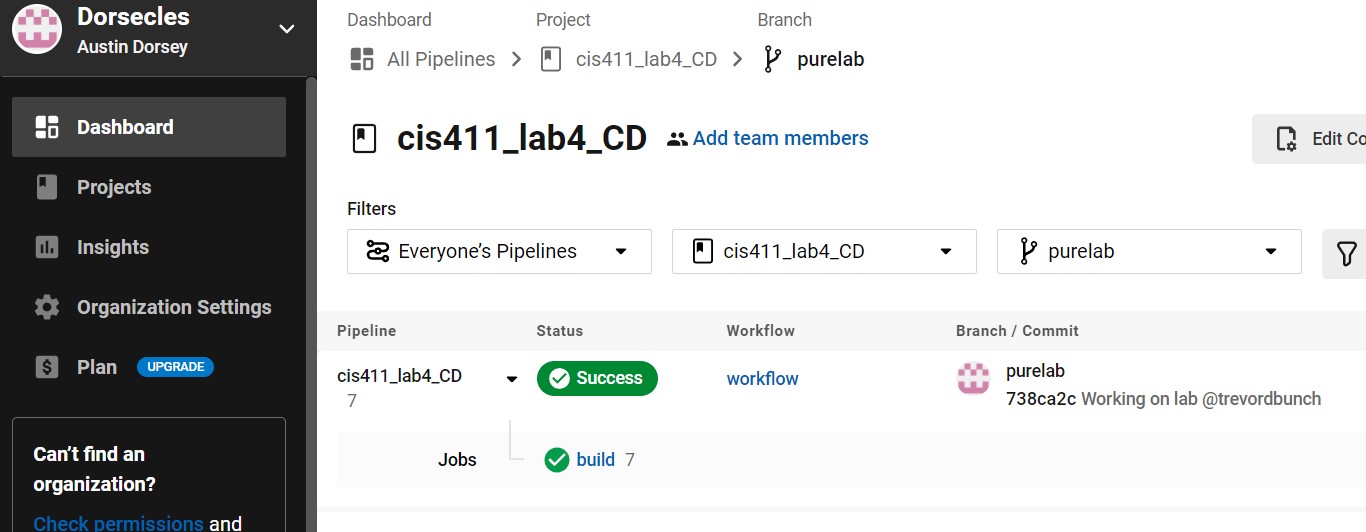 Dorsecles
Austin Dorsey
Dashboard
Projects
Insights
Organization Settings
Plan UPGRADE
Can't find an
organization?
Check permissions and
Dashboard Project Branch
All Pipelines cis411_lab4_CD purelab
cis411_lab4_CD Add team members
Edit Co
Filters
Everyone's Pipelines cis411_lab4_CD purelab
Pipeline Status Workflow Branch / Commit
cis411_lab4_CD Success workflow purelab
7 738ca2c Working on lab @trevordbunch
Jobs build 7